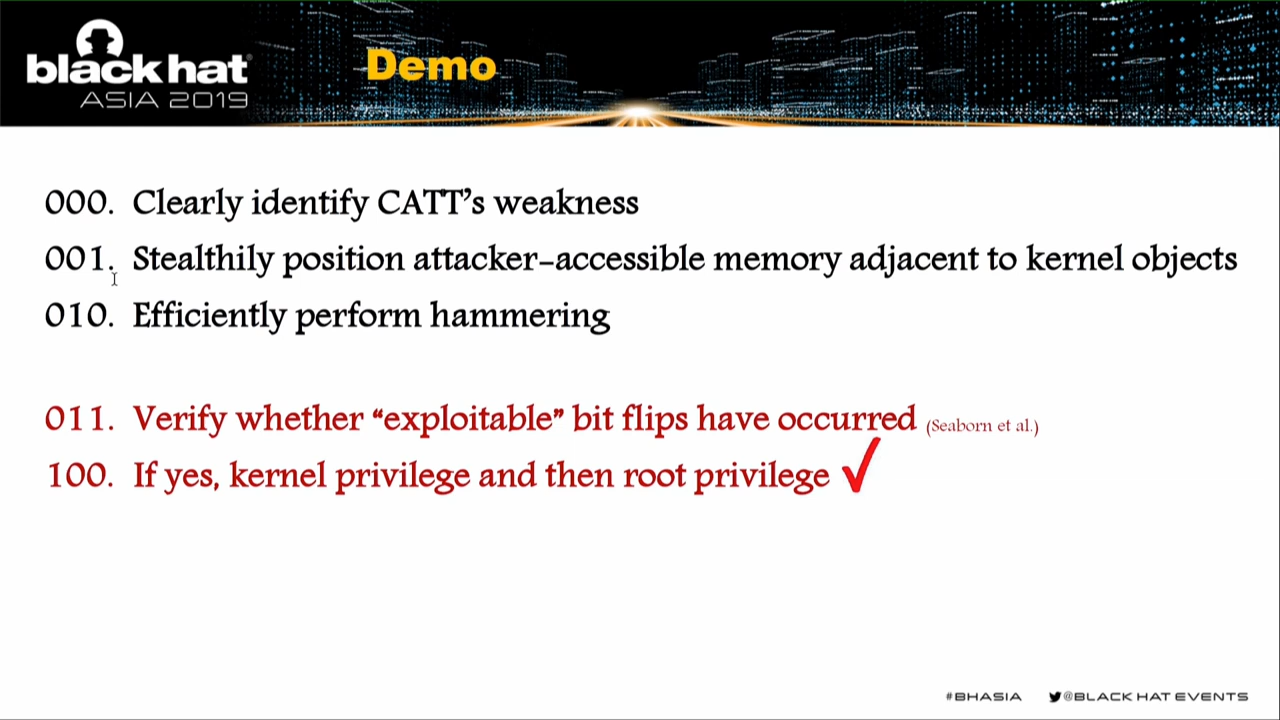 black hat
ASIA 2019
Demo
000. Clearly identify CATT's weakness
001. Stealthily position attacker-accessible memory adjacent to kernel objects
010. Efficiently perform hammering
011. Verify whether “exploitable” bit flips have occurred (Seaborn et al.)
100. If yes, kernel privilege and then root privilege ✓
#BHASIA @BLACK HAT EVENTS